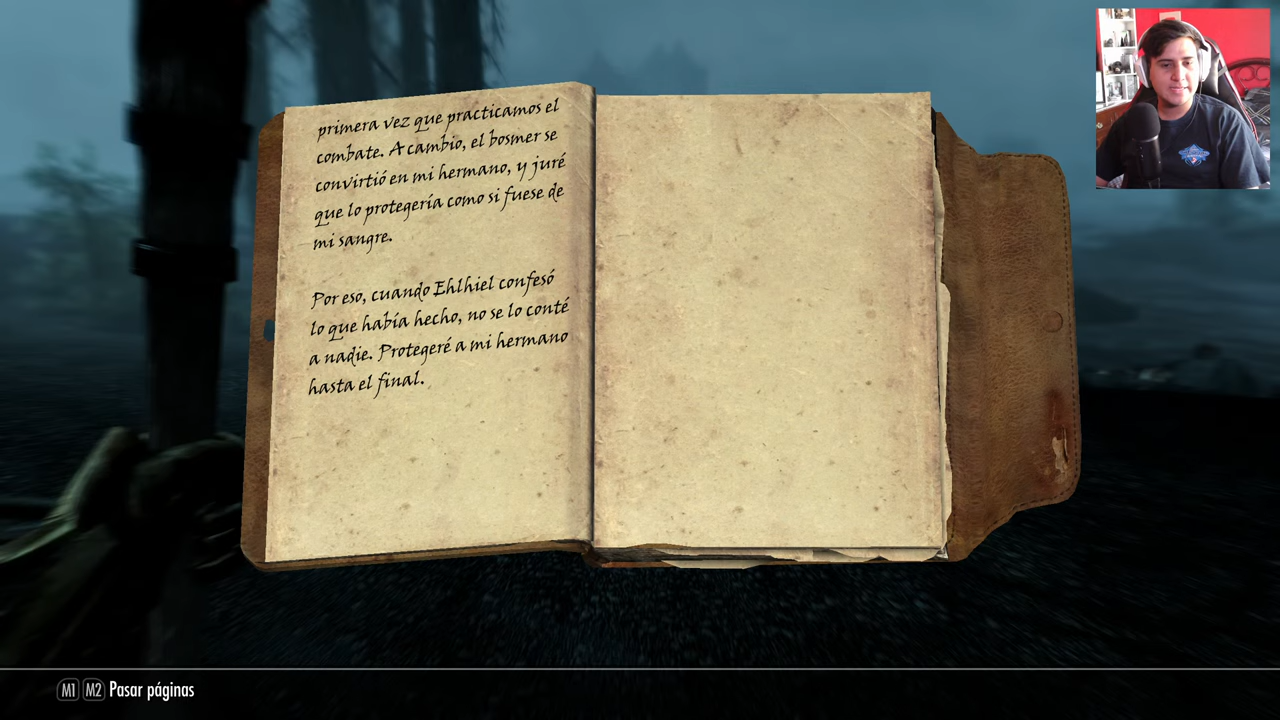 primera vez que practicamos el
combate. A cambio, el bosmer se
convirtió en mi hermano, y juré
que lo protegería como si fuese de
mi sangre.
Por eso, cuando Ehlhiel confesó
lo que había hecho, no se lo conté
a nadie. Protegeré a mi hermano
hasta el final.
M1 M2 Pasar páginas